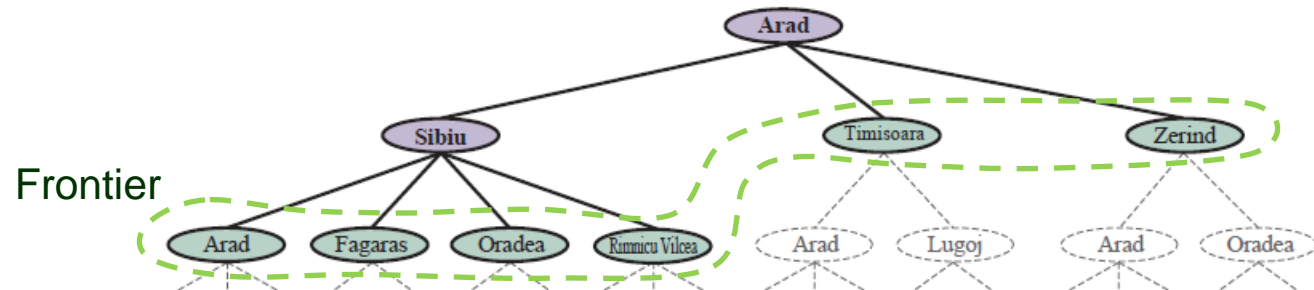 Arad
Sibiu Timisoara Zerind
Frontier
Arad Fagaras Oradea Rimnicu Vilcea Arad Lugoj Arad Oradea